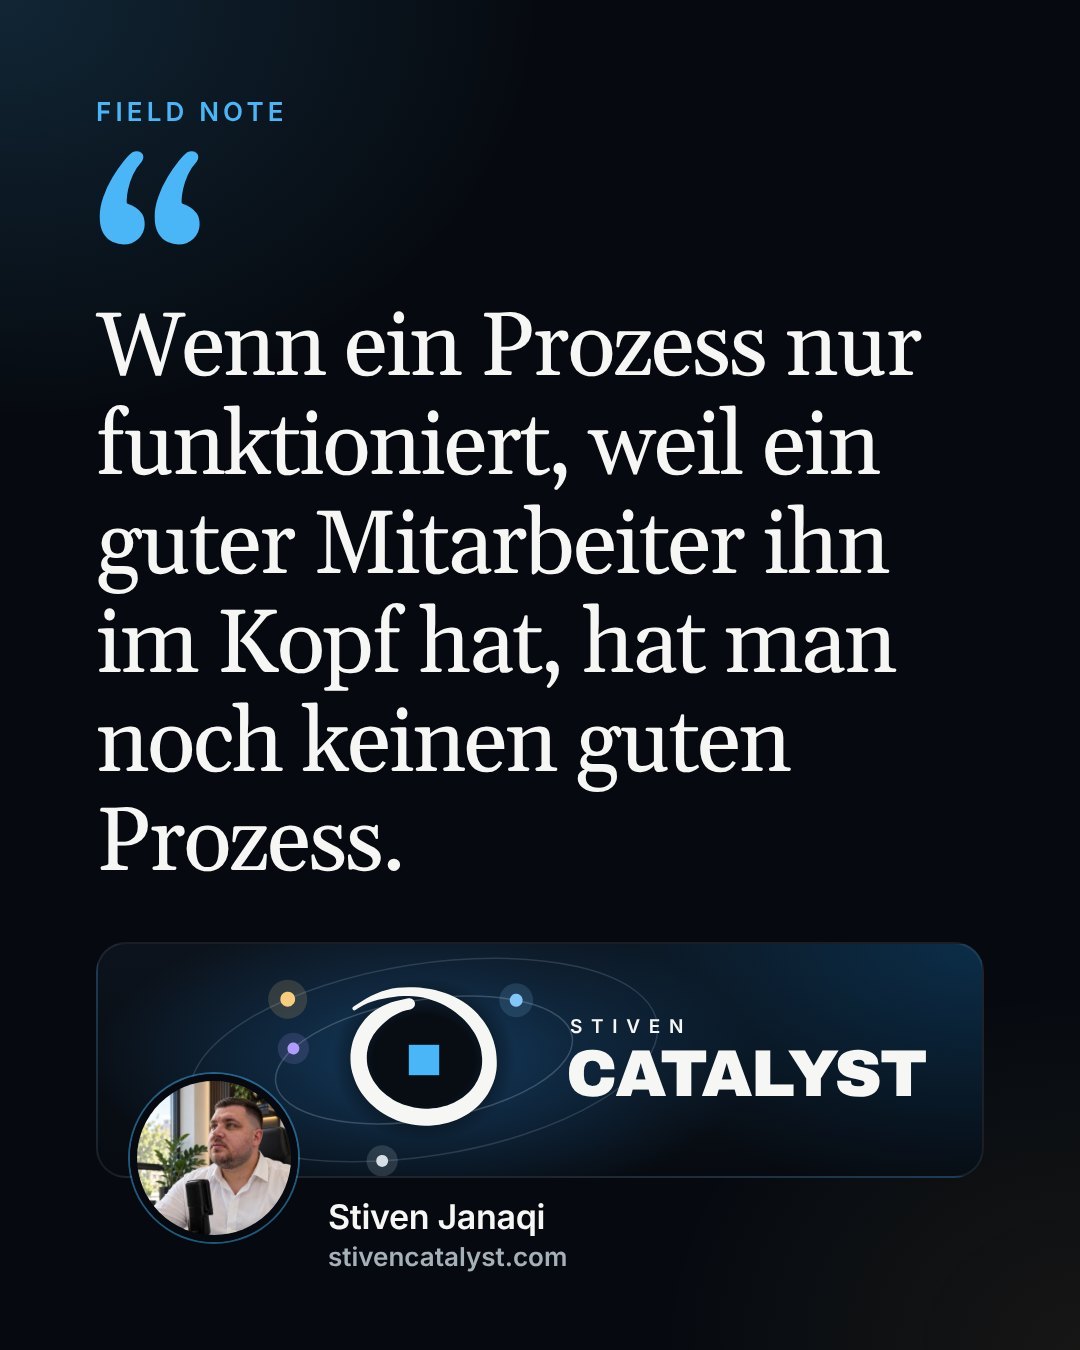 FIELD NOTE
“
Wenn ein Prozess nur
funktioniert, weil ein
guter Mitarbeiter ihn
im Kopf hat, hat man
noch keinen guten
Prozess.
STIVEN
CATALYST
Stiven Janaqi
stivencatalyst.com